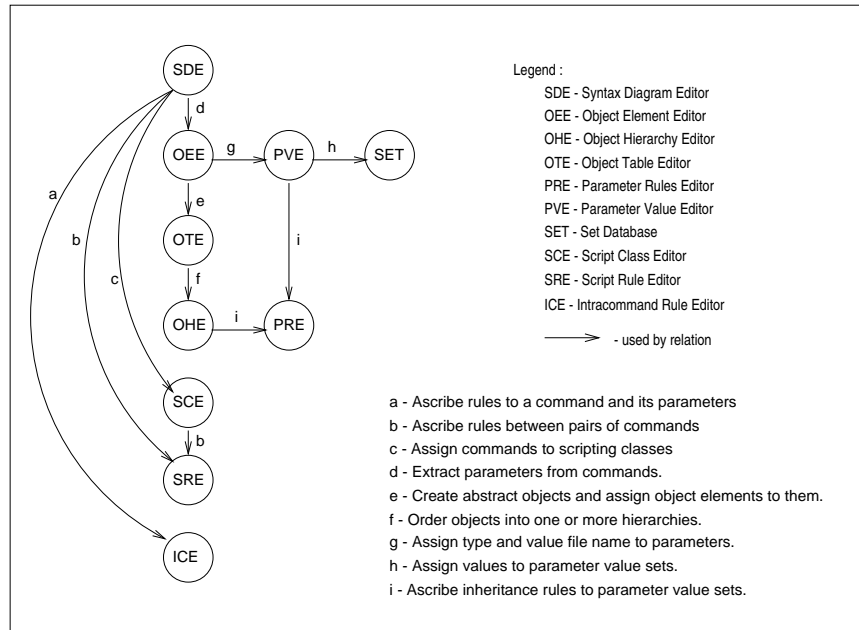 SDE
d
OEE
g
PVE
h
SET
a
e
b
OTE
i
c
f
OHE
i
PRE
SCE
b
SRE
ICE
Legend :
SDE - Syntax Diagram Editor
OEE - Object Element Editor
OHE - Object Hierarchy Editor
OTE - Object Table Editor
PRE - Parameter Rules Editor
PVE - Parameter Value Editor
SET - Set Database
SCE - Script Class Editor
SRE - Script Rule Editor
ICE - Intracommand Rule Editor
- used by relation
a - Ascribe rules to a command and its parameters
b - Ascribe rules between pairs of commands
c - Assign commands to scripting classes
d - Extract parameters from commands.
e - Create abstract objects and assign object elements to them.
f - Order objects into one or more hierarchies.
g - Assign type and value file name to parameters.
h - Assign values to parameter value sets.
i - Ascribe inheritance rules to parameter value sets.